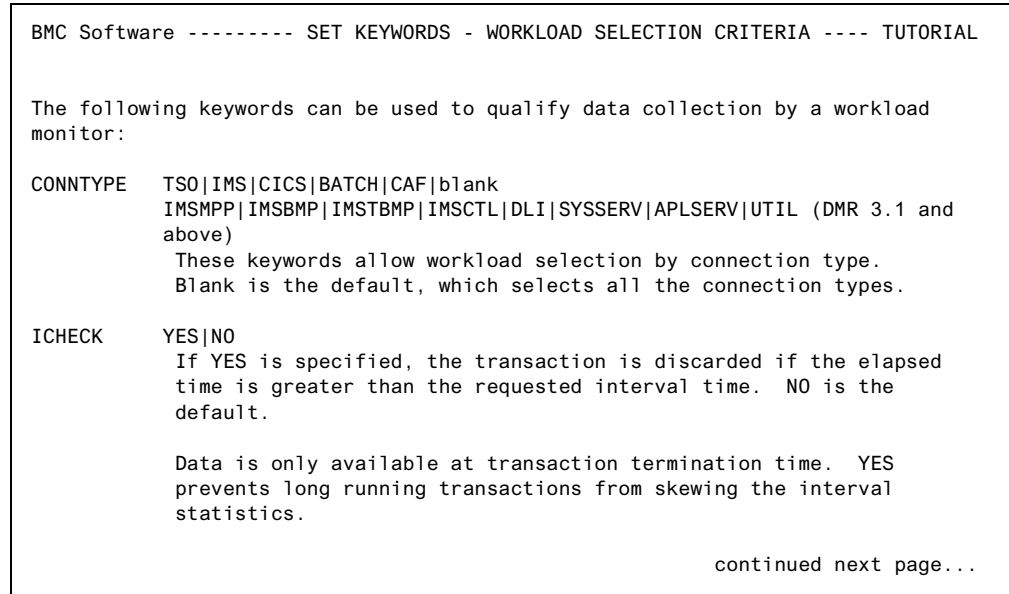 BMC Software --------- SET KEYWORDS - WORKLOAD SELECTION CRITERIA ---- TUTORIAL
The following keywords can be used to qualify data collection by a workload
monitor:
CONNTYPE TSO|IMS|CICS|BATCH|CAF|blank
IMSMPP|IMSBMP|IMSTBMP|IMSCTL|DLI|SYSSERV|APLSERV|UTIL (DMR 3.1 and
above)
These keywords allow workload selection by connection type.
Blank is the default, which selects all the connection types.
ICHECK YES|NO
If YES is specified, the transaction is discarded if the elapsed
time is greater than the requested interval time. NO is the
default.
Data is only available at transaction termination time. YES
prevents long running transactions from skewing the interval
statistics.
continued next page...